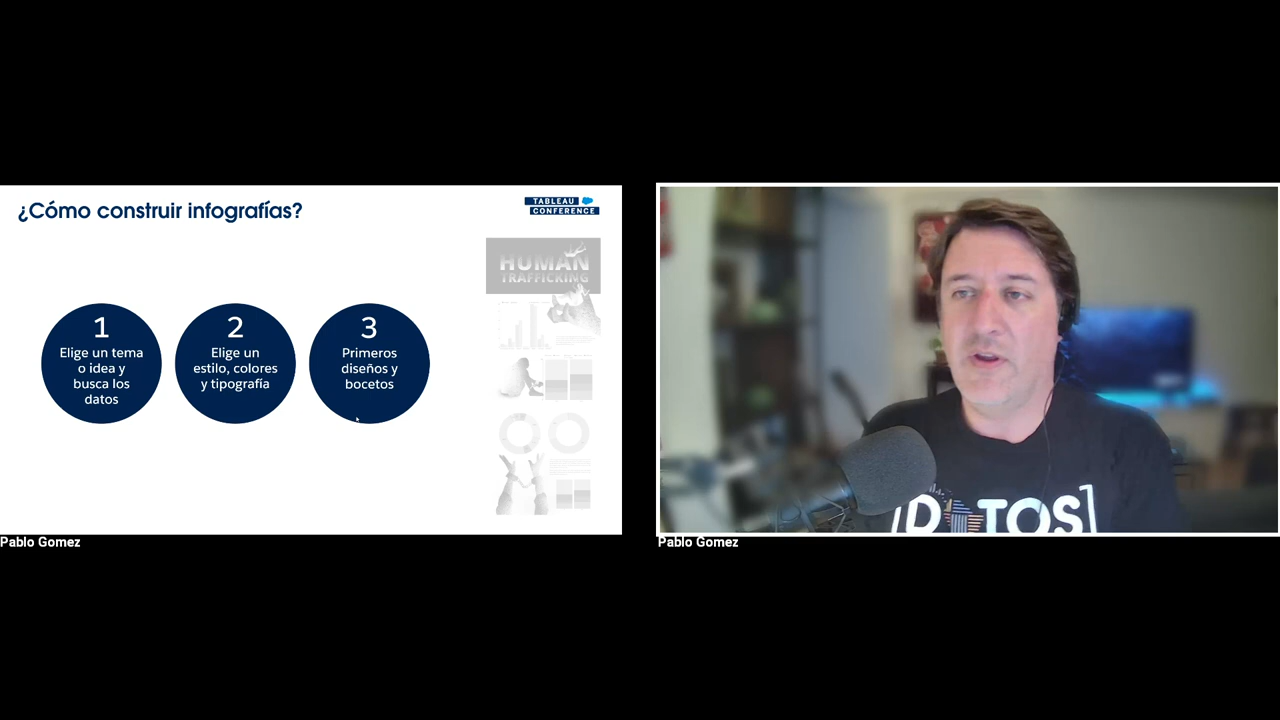 ¿Cómo construir infografías?
TABLEAU
CONFERENCE
HUMAN
TRAFFICKING
1
Elige un tema
o idea y
busca los
datos
2
Elige un
estilo, colores
y tipografía
3
Primeros
diseños y
bocetos
Pablo Gomez
[DATOS]
Pablo Gomez